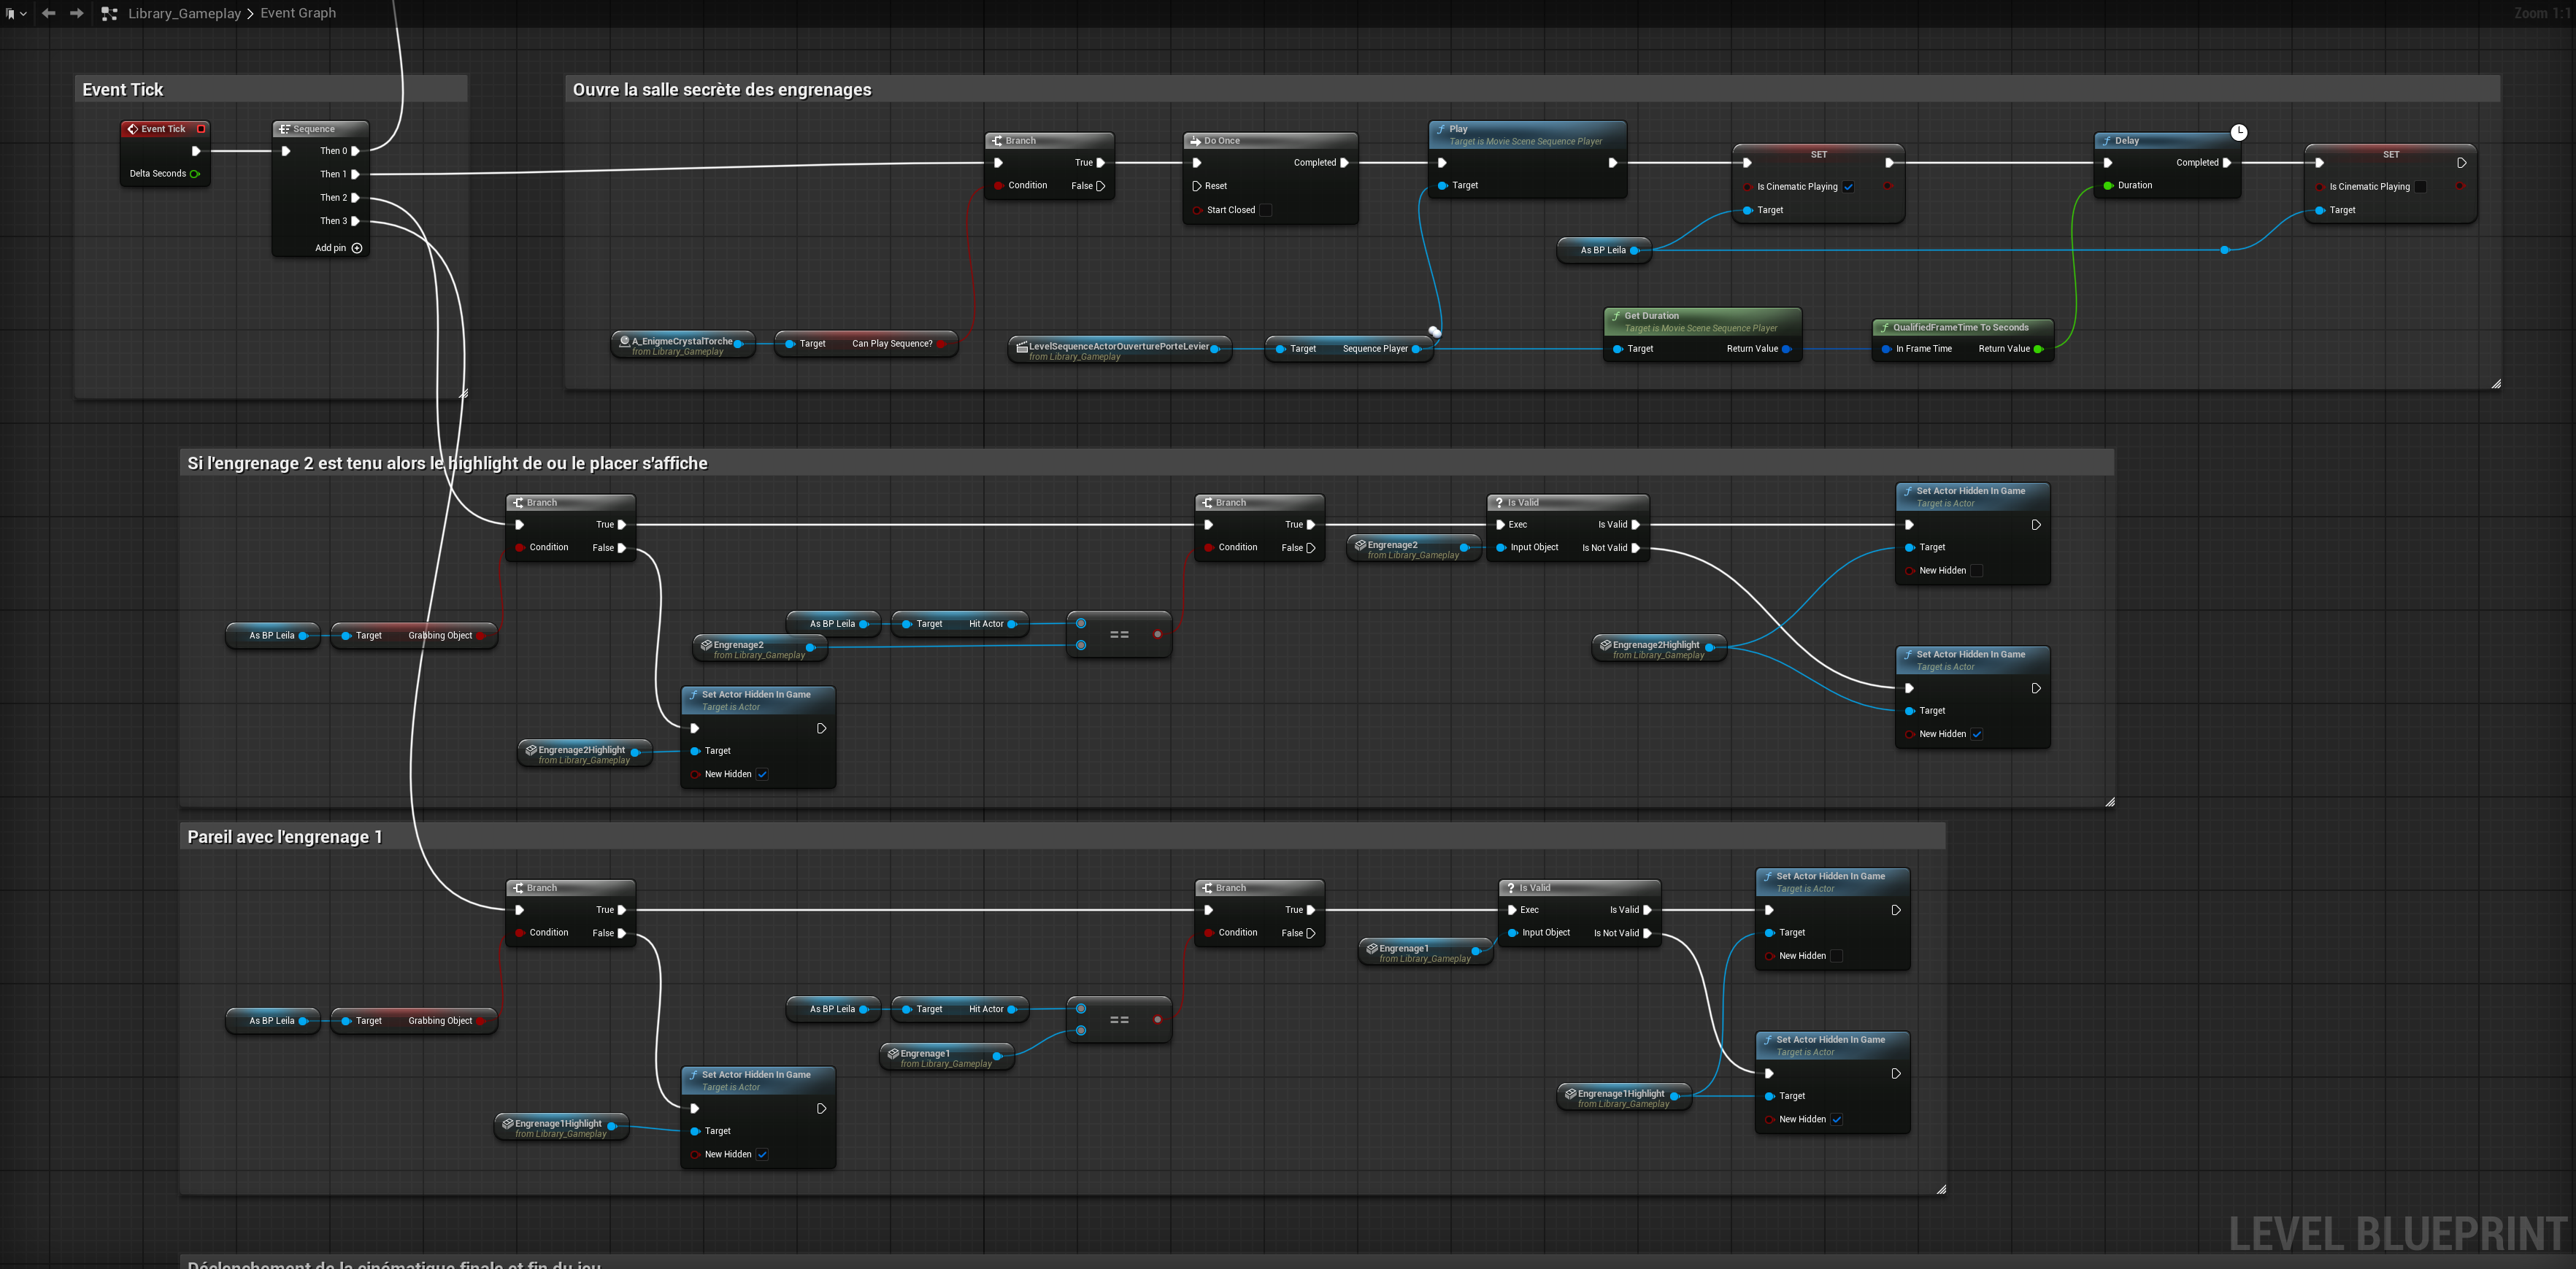 Library_Gameplay > Event Graph
Zoom 1:1
Event Tick
Event Tick
Delta Seconds
Sequence
Then 0
Then 1
Then 2
Then 3
Add pin
Ouvre la salle secrète des engrenages
Branch
True
Condition
False
Do Once
Completed
Reset
Start Closed
Play
Target is Movie Scene Sequence Player
Target
SET
Is Cinematic Playing
Target
Delay
Completed
Duration
SET
Is Cinematic Playing
Target
As BP Leila
A_EnigmeCrystalTorche
from Library_Gameplay
Target
Can Play Sequence?
LevelSequenceActorOuverturePorteLevier
from Library_Gameplay
Target
Sequence Player
Get Duration
Target is Movie Scene Sequence Player
Target
Return Value
QualifiedFrameTime To Seconds
In Frame Time
Return Value
Si l'engrenage 2 est tenu alors le highlight de ou le placer s'affiche
Branch
True
Condition
False
As BP Leila
Target
Grabbing Object
Set Actor Hidden In Game
Target is Actor
Target
New Hidden
Engrenage2Highlight
from Library_Gameplay
As BP Leila
Target
Hit Actor
Engrenage2
from Library_Gameplay
==
Branch
True
Condition
False
Engrenage2
from Library_Gameplay
Is Valid
Exec
Is Valid
Input Object
Is Not Valid
Engrenage2Highlight
from Library_Gameplay
Set Actor Hidden In Game
Target is Actor
Target
New Hidden
Set Actor Hidden In Game
Target is Actor
Target
New Hidden
Pareil avec l'engrenage 1
Branch
True
Condition
False
As BP Leila
Target
Grabbing Object
Set Actor Hidden In Game
Target is Actor
Target
New Hidden
Engrenage1Highlight
from Library_Gameplay
As BP Leila
Target
Hit Actor
Engrenage1
from Library_Gameplay
==
Branch
True
Condition
False
Engrenage1
from Library_Gameplay
Is Valid
Exec
Is Valid
Input Object
Is Not Valid
Engrenage1Highlight
from Library_Gameplay
Set Actor Hidden In Game
Target is Actor
Target
New Hidden
Set Actor Hidden In Game
Target is Actor
Target
New Hidden
LEVEL BLUEPRINT
Déclenchement de la cinématique finale et fin du jeu